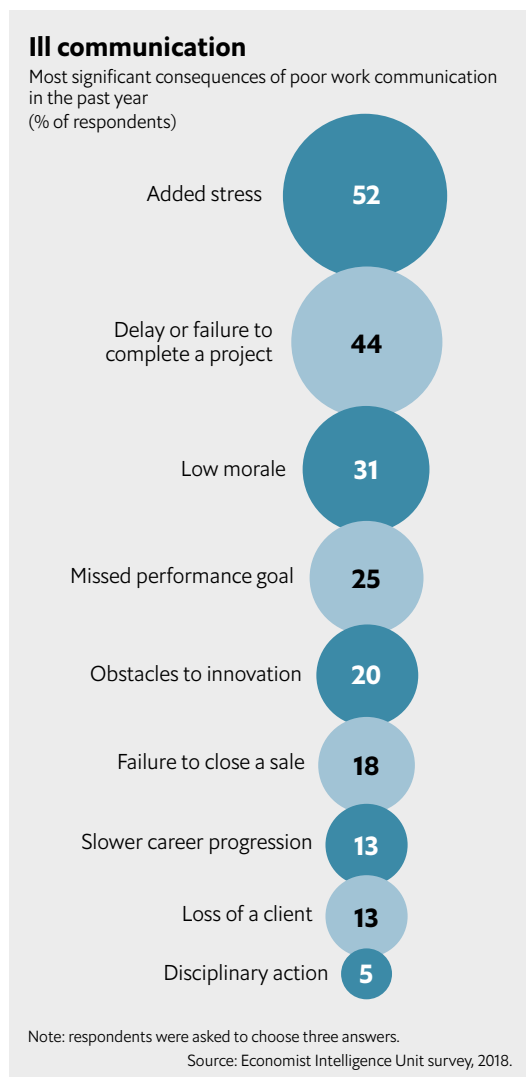 Ill communication
Most significant consequences of poor work communication
in the past year
(% of respondents)
Added stress 52
Delay or failure to
complete a project 44
Low morale 31
Missed performance goal 25
Obstacles to innovation 20
Failure to close a sale 18
Slower career progression 13
Loss of a client 13
Disciplinary action 5
Note: respondents were asked to choose three answers.
Source: Economist Intelligence Unit survey, 2018.